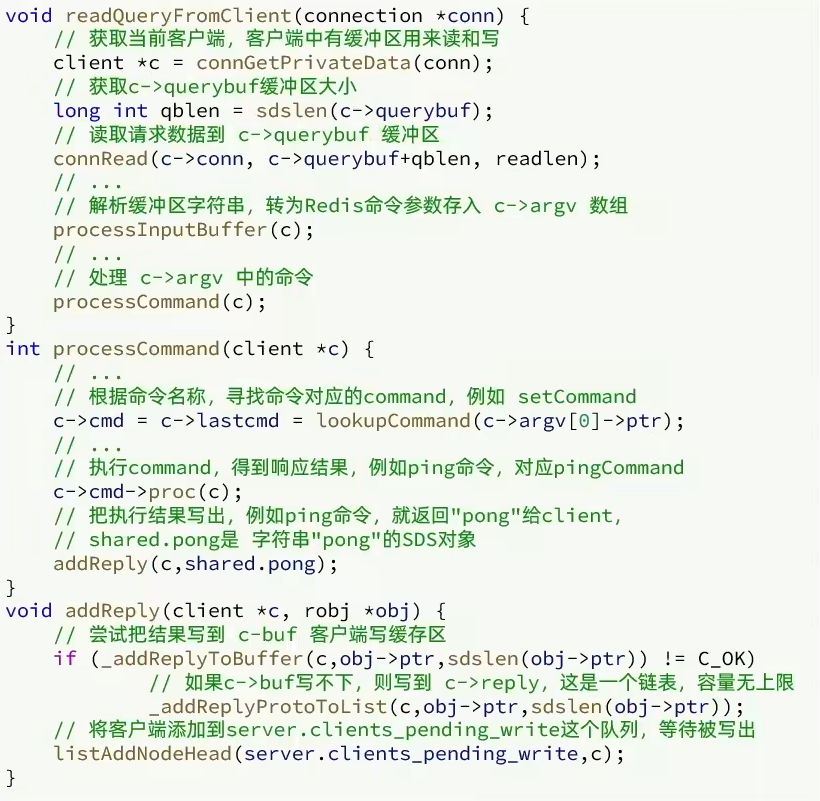 void readQueryFromClient(connection *conn) {
    // 获取当前客户端，客户端中有缓冲区用来读和写
    client *c = connGetPrivateData(conn);
    // 获取c->querybuf缓冲区大小
    long int qblen = sdslen(c->querybuf);
    // 读取请求数据到 c->querybuf 缓冲区
    connRead(c->conn, c->querybuf+qblen, readlen);
    // ...
    // 解析缓冲区字符串，转为Redis命令参数存入 c->argv 数组
    processInputBuffer(c);
    // ...
    // 处理 c->argv 中的命令
    processCommand(c);
}
int processCommand(client *c) {
    // ...
    // 根据命令名称，寻找命令对应的command，例如 setCommand
    c->cmd = c->lastcmd = lookupCommand(c->argv[0]->ptr);
    // ...
    // 执行command，得到响应结果，例如ping命令，对应pingCommand
    c->cmd->proc(c);
    // 把执行结果写出，例如ping命令，就返回"pong"给client，
    // shared.pong是 字符串"pong"的SDS对象
    addReply(c,shared.pong);
}
void addReply(client *c, robj *obj) {
    // 尝试把结果写到 c-buf 客户端写缓存区
    if (_addReplyToBuffer(c,obj->ptr,sdslen(obj->ptr)) != C_OK)
            // 如果c->buf写不下，则写到 c->reply，这是一个链表，容量无上限
            _addReplyProtoToList(c,obj->ptr,sdslen(obj->ptr));
    // 将客户端添加到server.clients_pending_write这个队列，等待被写出
    listAddNodeHead(server.clients_pending_write,c);
}